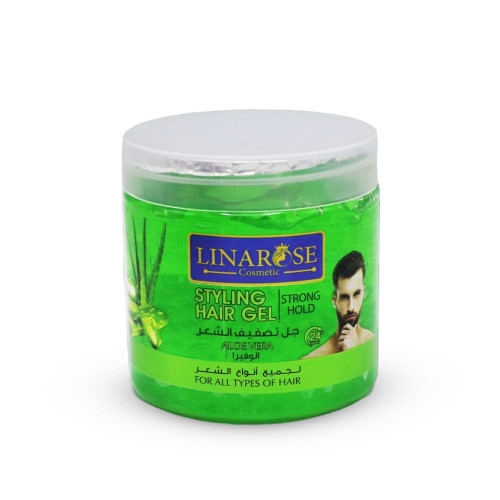 LINAROSE
Cosmetic
STYLING
HAIR GEL
STRONG
HOLD
جل تصفيف الشعر
ALOE VERA
الوفيرا
24
لجميع أنواع الشعر
FOR ALL TYPES OF HAIR